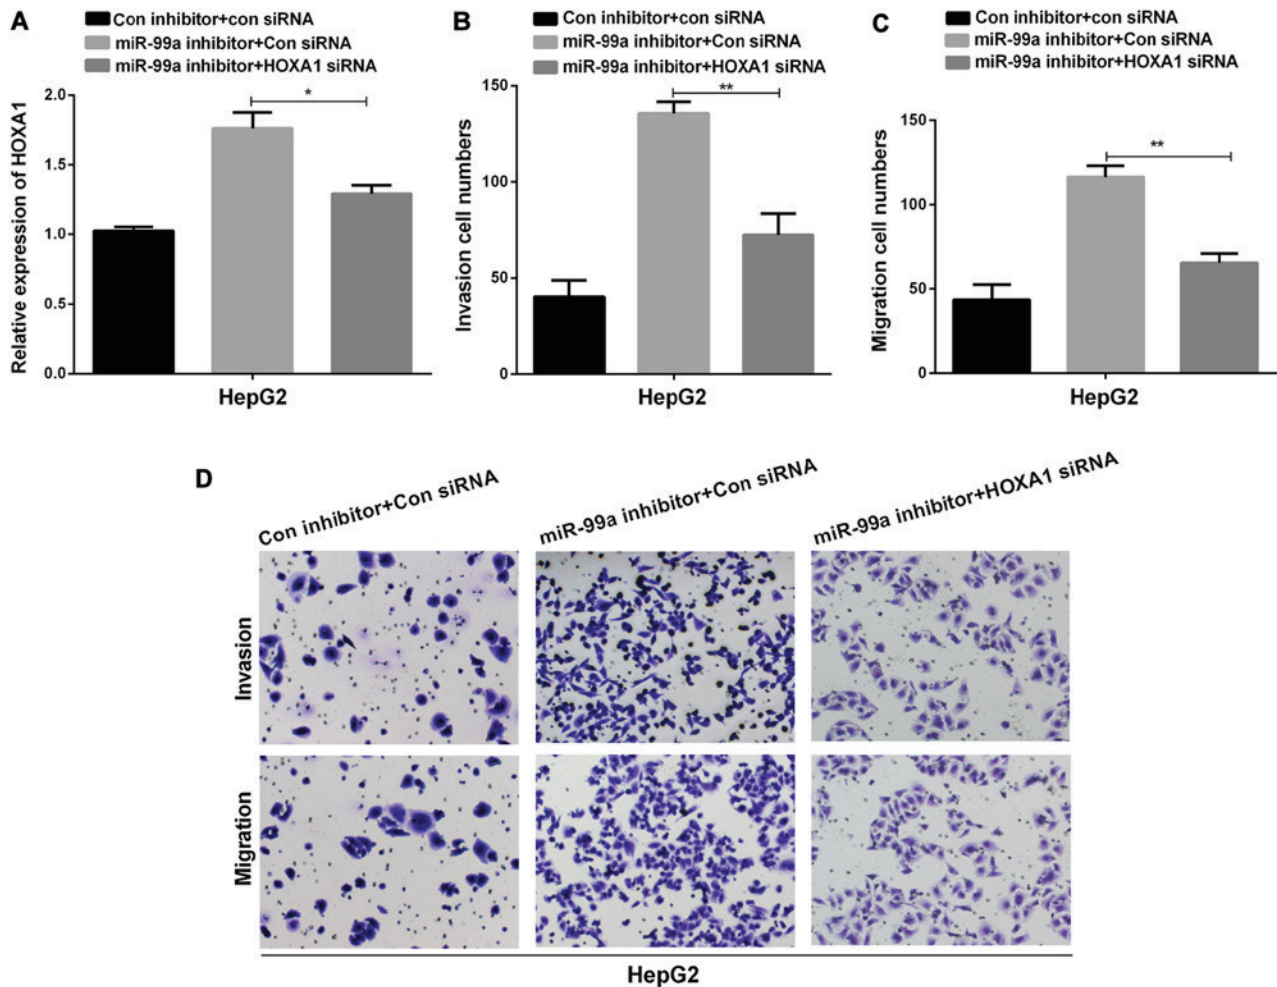 A
Con inhibitor+con siRNA
miR-99a inhibitor+Con siRNA
miR-99a inhibitor+HOXA1 siRNA
Relative expression of HOXA1
2.0
1.5
1.0
0.5
0.0
*
HepG2
B
Con inhibitor+con siRNA
miR-99a inhibitor+Con siRNA
miR-99a inhibitor+HOXA1 siRNA
Invasion cell numbers
150
100
50
0
**
HepG2
C
Con inhibitor+con siRNA
miR-99a inhibitor+Con siRNA
miR-99a inhibitor+HOXA1 siRNA
Migration cell numbers
150
100
50
0
**
HepG2
D
Con inhibitor+Con siRNA
miR-99a inhibitor+Con siRNA
miR-99a inhibitor+HOXA1 siRNA
Invasion
Migration
HepG2